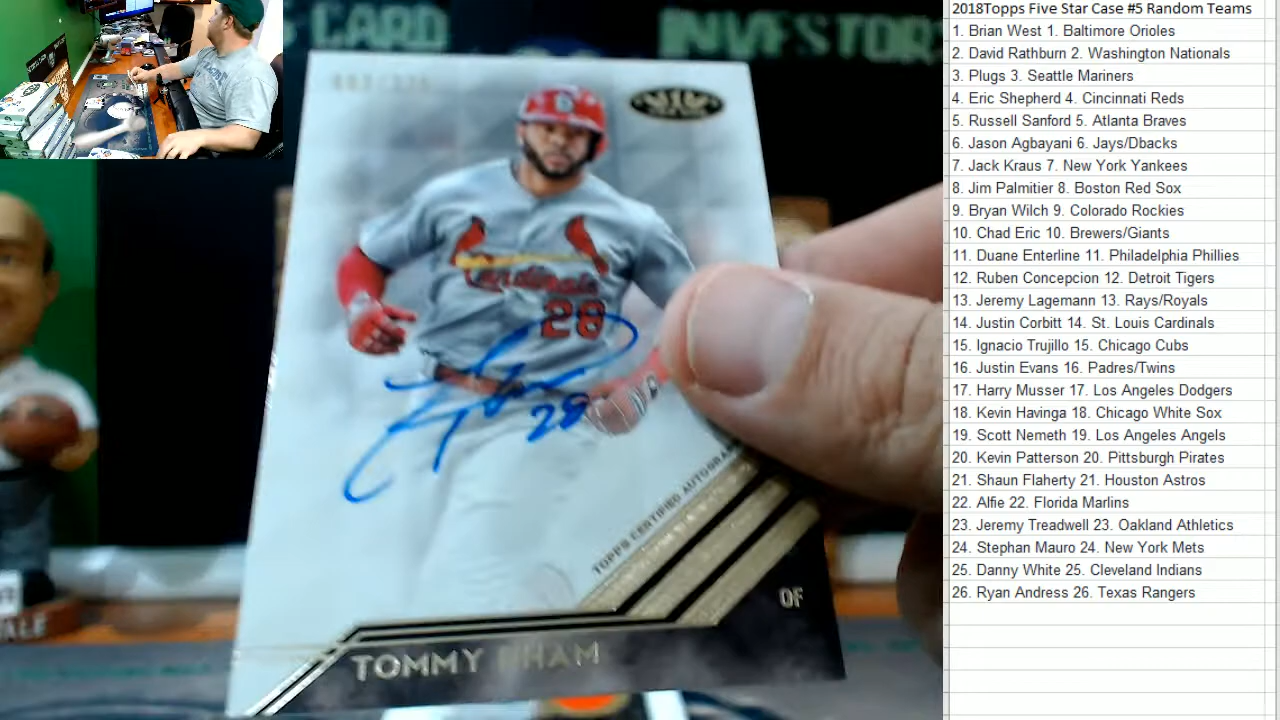 CARD INVESTOR
Cardinals
28
28
TOPPS CERTIFIED AUTOGRAPH
OF
TOMMY PHAM
2018Topps Five Star Case #5 Random Teams
1. Brian West 1. Baltimore Orioles
2. David Rathburn 2. Washington Nationals
3. Plugs 3. Seattle Mariners
4. Eric Shepherd 4. Cincinnati Reds
5. Russell Sanford 5. Atlanta Braves
6. Jason Agbayani 6. Jays/Dbacks
7. Jack Kraus 7. New York Yankees
8. Jim Palmitier 8. Boston Red Sox
9. Bryan Wilch 9. Colorado Rockies
10. Chad Eric 10. Brewers/Giants
11. Duane Enterline 11. Philadelphia Phillies
12. Ruben Concepcion 12. Detroit Tigers
13. Jeremy Lagemann 13. Rays/Royals
14. Justin Corbitt 14. St. Louis Cardinals
15. Ignacio Trujillo 15. Chicago Cubs
16. Justin Evans 16. Padres/Twins
17. Harry Musser 17. Los Angeles Dodgers
18. Kevin Havinga 18. Chicago White Sox
19. Scott Nemeth 19. Los Angeles Angels
20. Kevin Patterson 20. Pittsburgh Pirates
21. Shaun Flaherty 21. Houston Astros
22. Alfie 22. Florida Marlins
23. Jeremy Treadwell 23. Oakland Athletics
24. Stephan Mauro 24. New York Mets
25. Danny White 25. Cleveland Indians
26. Ryan Andress 26. Texas Rangers